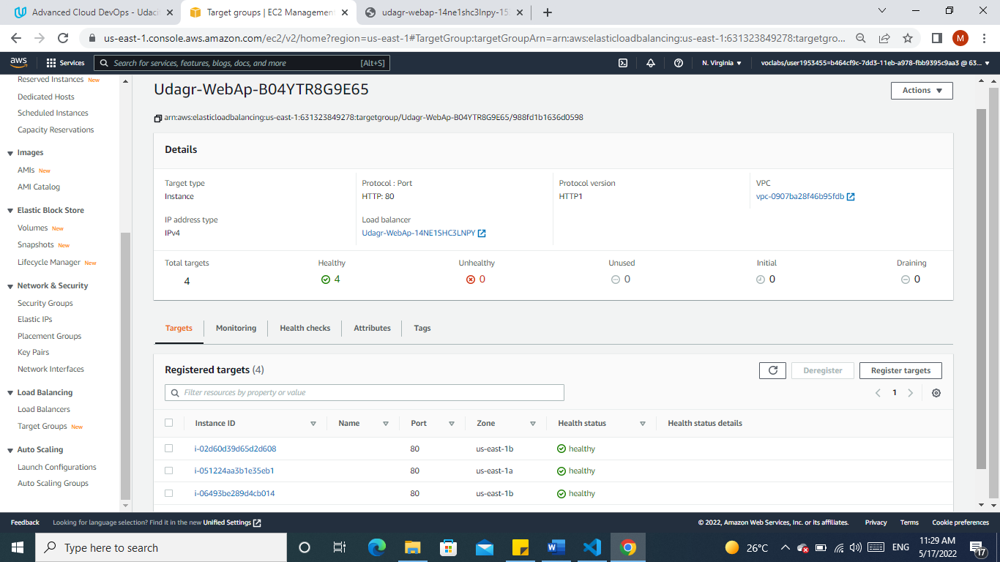 Advanced Cloud DevOps - Udaci
Target groups | EC2 Management
udagr-webap-14ne1shc3lnpy-15
us-east-1.console.aws.amazon.com/ec2/v2/home?region=us-east-1#TargetGroup:targetGroupArn=arn:aws:elasticloadbalancing:us-east-1:631323849278:targetgro...
M
aws
Services
Search for services, features, blogs, docs, and more
[Alt+S]
N. Virginia
voclabs/user1953455=b464cf9c-7dd3-11eb-a978-fbb9395c9aa3 @ 63...
Reserved Instances New
Dedicated Hosts
Scheduled Instances
Capacity Reservations
Images
AMIs New
AMI Catalog
Elastic Block Store
Volumes New
Snapshots New
Lifecycle Manager New
Network & Security
Security Groups
Elastic IPs
Placement Groups
Key Pairs
Network Interfaces
Load Balancing
Load Balancers
Target Groups New
Auto Scaling
Launch Configurations
Auto Scaling Groups
Udagr-WebAp-B04YTR8G9E65
Actions
arn:aws:elasticloadbalancing:us-east-1:631323849278:targetgroup/Udagr-WebAp-B04YTR8G9E65/988fd1b1636d0598
Details
Target type
Instance
Protocol : Port
HTTP: 80
Protocol version
HTTP1
VPC
vpc-0907ba28f46b95fdb
IP address type
IPv4
Load balancer
Udagr-WebAp-14NE1SHC3LNPY
Total targets
4
Healthy
4
Unhealthy
0
Unused
0
Initial
0
Draining
0
Targets
Monitoring
Health checks
Attributes
Tags
Registered targets (4)
Deregister
Register targets
Filter resources by property or value
1
Instance ID Name Port Zone Health status Health status details
i-02d60d39d65d2d608 80 us-east-1b healthy
i-051224aa3b1e35eb1 80 us-east-1a healthy
i-06493be289d4cb014 80 us-east-1b healthy
Feedback
Looking for language selection? Find it in the new Unified Settings
© 2022, Amazon Web Services, Inc. or its affiliates.
Privacy
Terms
Cookie preferences
Type here to search
26°C
ENG
11:29 AM
5/17/2022
17